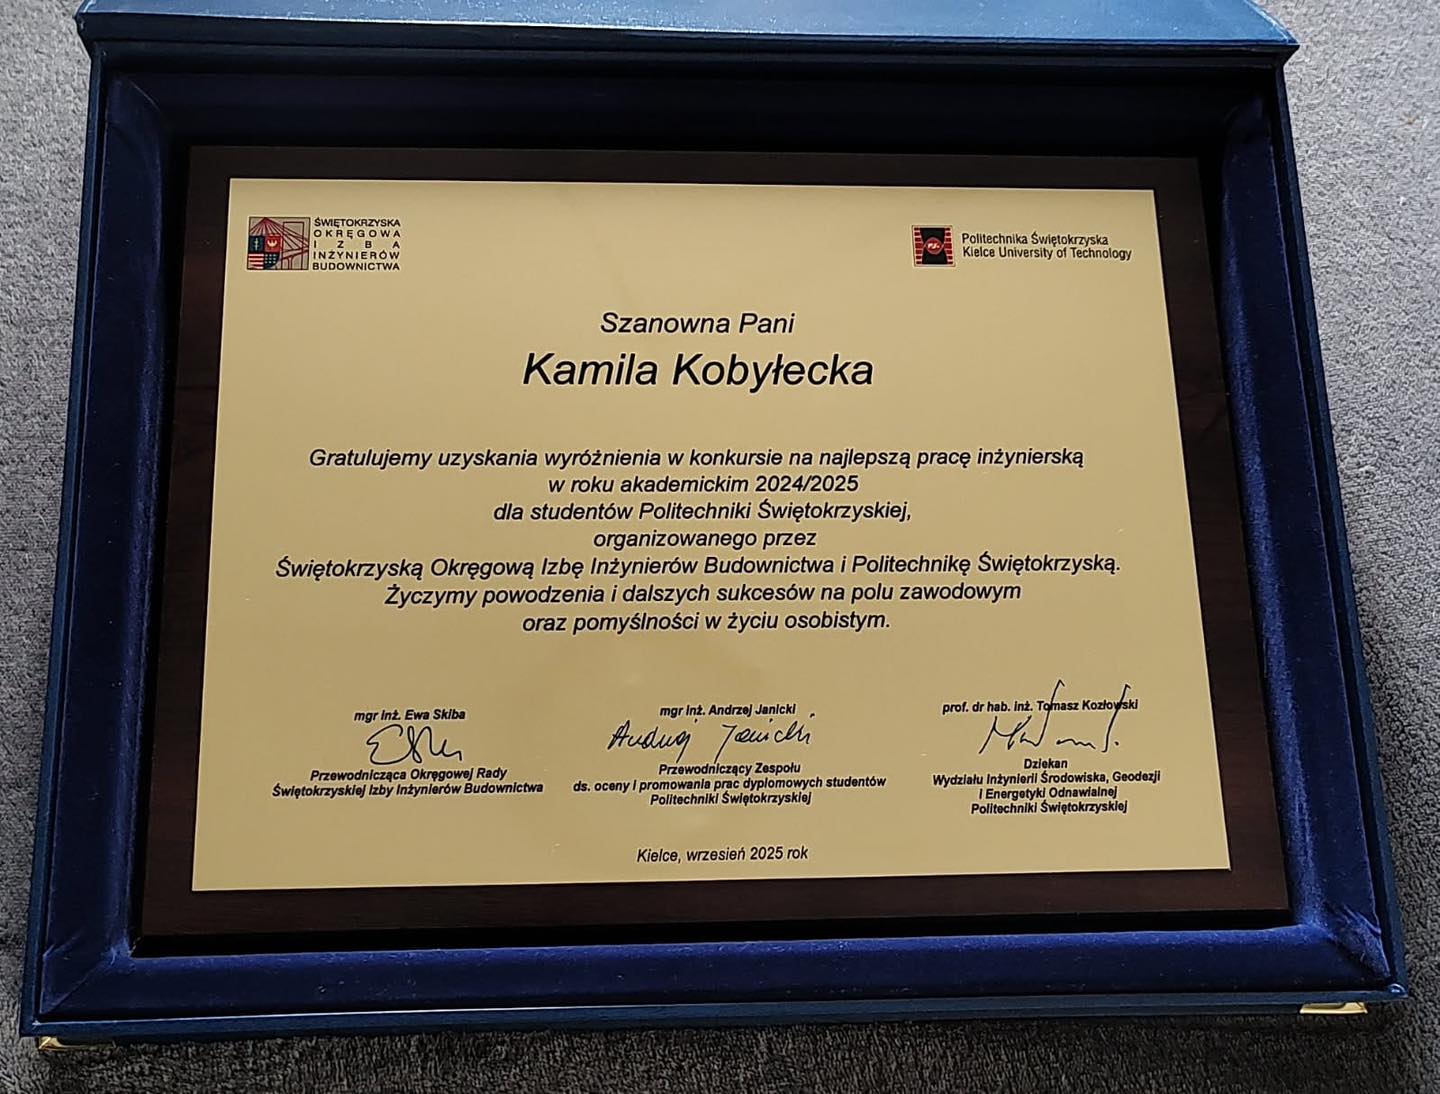 ŚWIĘTOKRZYSKA
OKRĘGOWA
IZBA
INŻYNIERÓW
BUDOWNICTWA
Politechnika Świętokrzyska
Kielce University of Technology
Szanowna Pani
Kamila Kobyłecka
Gratulujemy uzyskania wyróżnienia w konkursie na najlepszą pracę inżynierską
w roku akademickim 2024/2025
dla studentów Politechniki Świętokrzyskiej,
organizowanego przez
Świętokrzyską Okręgową Izbę Inżynierów Budownictwa i Politechnikę Świętokrzyską.
Życzymy powodzenia i dalszych sukcesów na polu zawodowym
oraz pomyślności w życiu osobistym.
mgr inż. Ewa Skiba
Przewodnicząca Okręgowej Rady
Świętokrzyskiej Izby Inżynierów Budownictwa
mgr inż. Andrzej Janicki
Andrzej Janicki
Przewodniczący Zespołu
ds. oceny i promowania prac dyplomowych studentów
Politechniki Świętokrzyskiej
prof. dr hab. inż. Tomasz Kozłowski
Dziekan
Wydziału Inżynierii Środowiska, Geodezji
i Energetyki Odnawialnej
Politechniki Świętokrzyskiej
Kielce, wrzesień 2025 rok